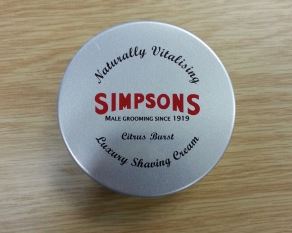 Naturally Vitalising
SIMPSONS
MALE GROOMING SINCE 1919
Citrus Burst
Luxury Shaving Cream